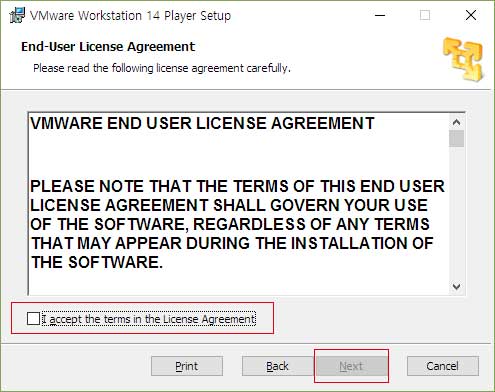 VMware Workstation 14 Player Setup
End-User License Agreement
Please read the following license agreement carefully.
VMWARE END USER LICENSE AGREEMENT
PLEASE NOTE THAT THE TERMS OF THIS END USER
LICENSE AGREEMENT SHALL GOVERN YOUR USE
OF THE SOFTWARE, REGARDLESS OF ANY TERMS
THAT MAY APPEAR DURING THE INSTALLATION OF
THE SOFTWARE.
I accept the terms in the License Agreement
Print Back Next Cancel